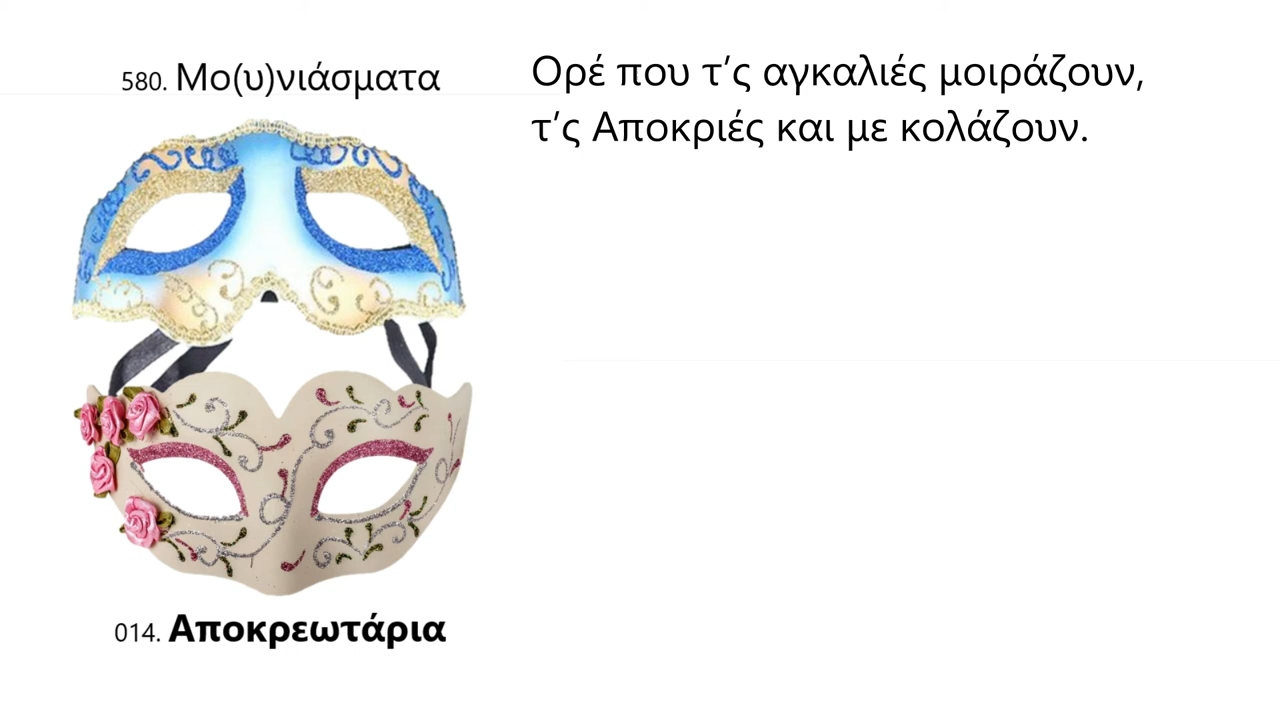 580. Μο(υ)νιάσματα
Ορέ που τ’ς αγκαλιές μοιράζουν,
τ’ς Αποκριές και με κολάζουν.
014. Αποκρεωτάρια